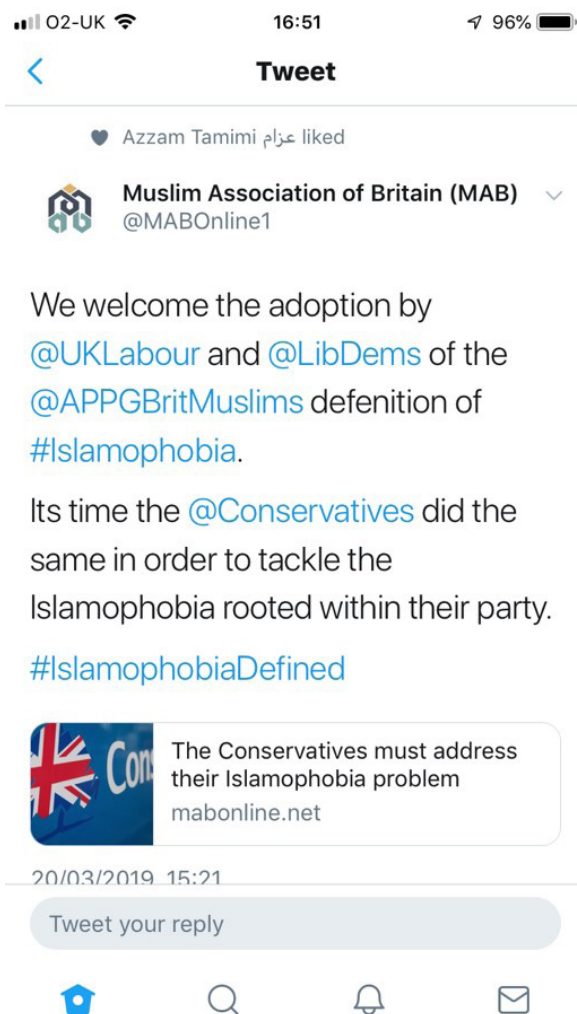 O2-UK 16:51 96%
Tweet
Azzam Tamimi عزام liked
Muslim Association of Britain (MAB)
@MABOnline1
We welcome the adoption by
@UKLabour and @LibDems of the
@APPGBritMuslims defenition of
#Islamophobia.
Its time the @Conservatives did the
same in order to tackle the
Islamophobia rooted within their party.
#IslamophobiaDefined
Cons
The Conservatives must address
their Islamophobia problem
mabonline.net
20/03/2019, 15:21
Tweet your reply